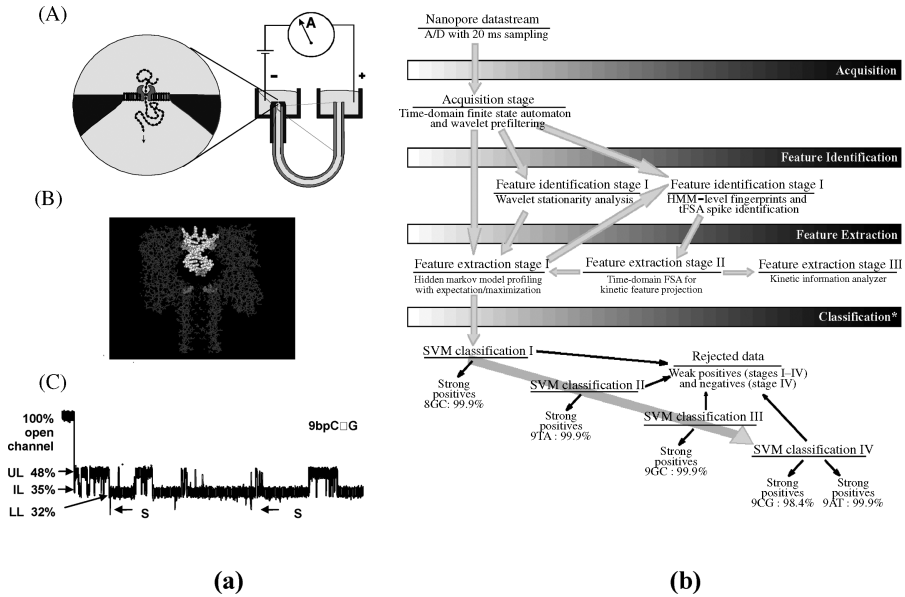 (A)
A
−
+
(B)
(C)
100%
open
channel
9bpC□G
UL 48%
IL 35%
LL 32%
S
S
(a)
Nanopore datastream
A/D with 20 ms sampling
Acquisition
Acquisition stage
Time-domain finite state automaton
and wavelet prefiltering
Feature Identification
Feature identification stage I
Wavelet stationarity analysis
Feature identification stage I
HMM−level fingerprints and
tFSA spike identification
Feature Extraction
Feature extraction stage I
Hidden markov model profiling
with expectation/maximization
Feature extraction stage II
Time-domain FSA for
kinetic feature projection
Feature extraction stage III
Kinetic information analyzer
Classification*
SVM classification I
Strong
positives
8GC: 99.9%
Rejected data
Weak positives (stages I–IV)
and negatives (stage IV)
SVM classification II
Strong
positives
9TA : 99.9%
SVM classification III
Strong
positives
9GC : 99.9%
SVM classification IV
Strong
positives
9CG : 98.4%
Strong
positives
9AT : 99.9%
(b)